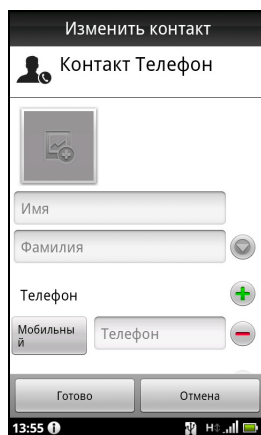 Изменить контакт
Контакт Телефон
Имя
Фамилия
Телефон
Мобильны
й
Телефон
Готово
Отмена
13:55
H